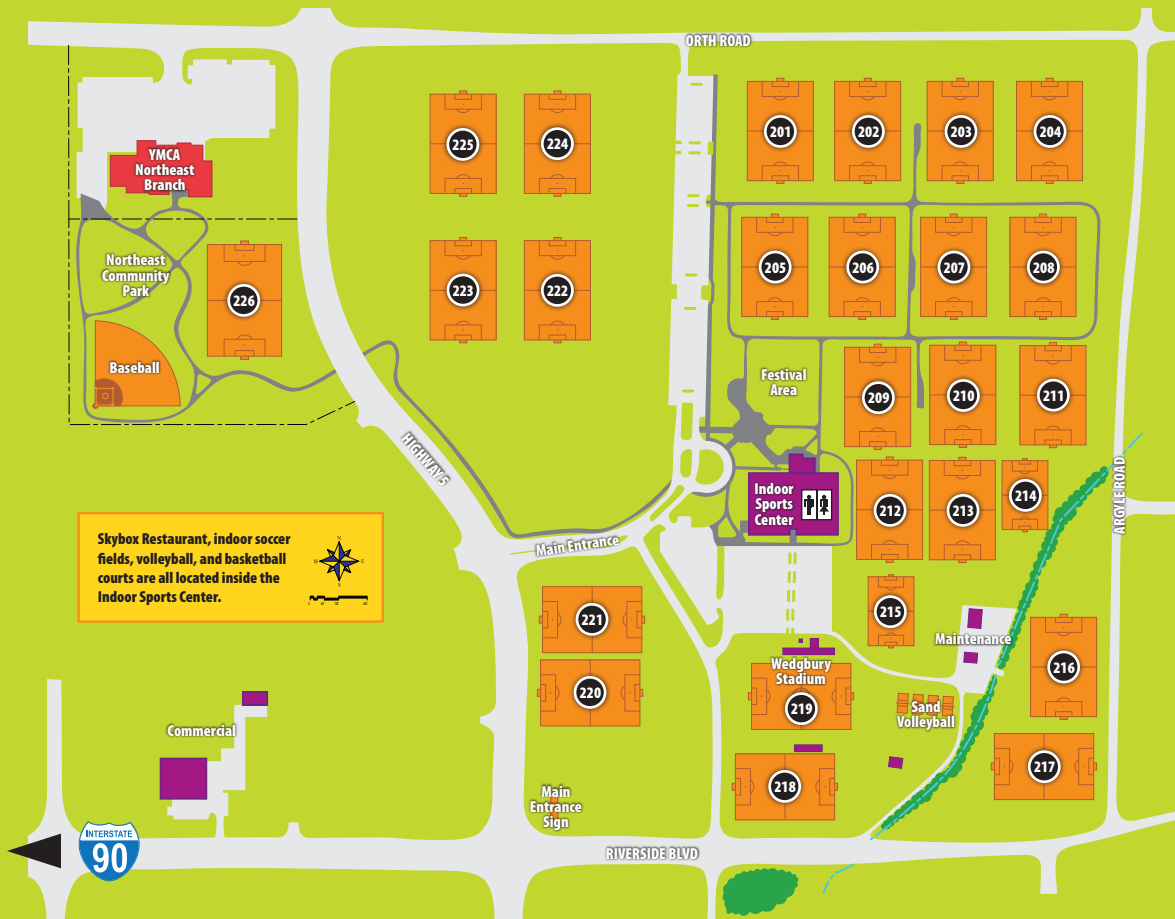 ORTH ROAD
201
202
203
204
225
224
YMCA
Northeast
Branch
205
206
207
208
Northeast
Community
Park
226
223
222
Baseball
Festival
Area
209
210
211
HIGHWAY 5
ARGYLE ROAD
Indoor
Sports
Center
212
213
214
Main Entrance
Skybox Restaurant, indoor soccer
fields, volleyball, and basketball
courts are all located inside the
Indoor Sports Center.
N
W
E
S
221
215
Maintenance
216
Wedgbury
Stadium
219
220
Sand
Volleyball
Commercial
217
218
Main
Entrance
Sign
INTERSTATE
90
RIVERSIDE BLVD